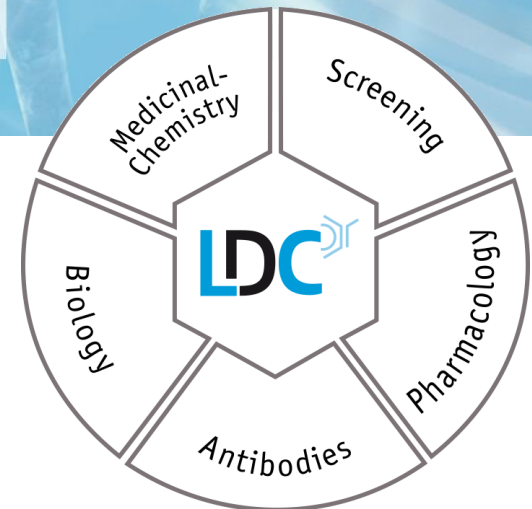 Medicinal-
Chemistry
Screening
LDC
Biology
Pharmacology
Antibodies